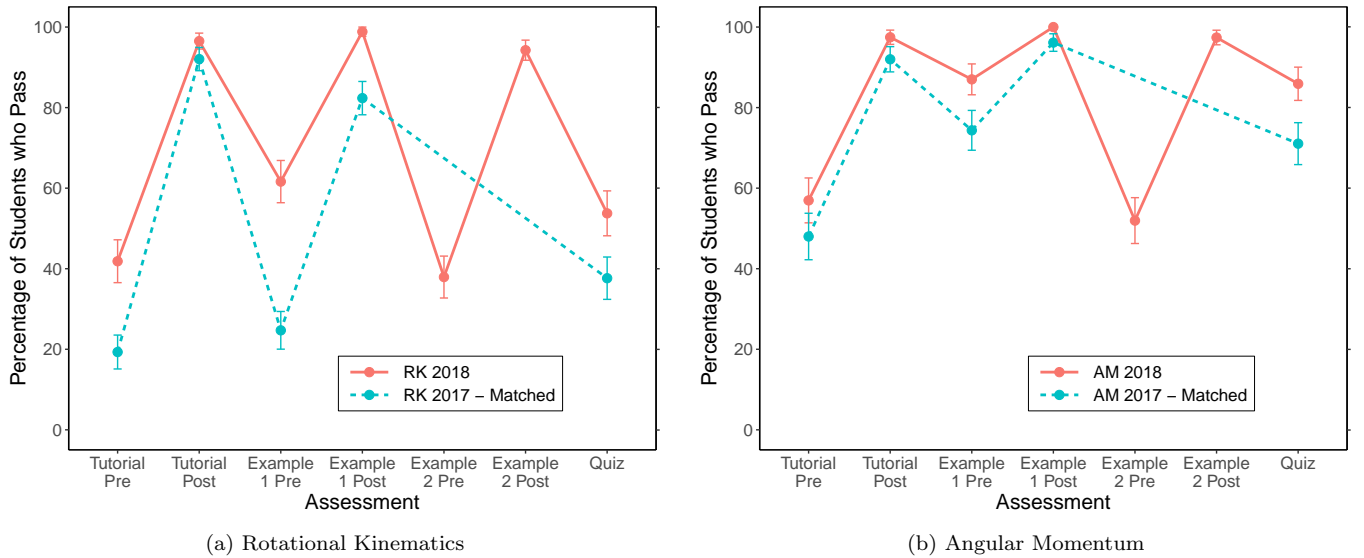 Percentage of Students who Pass
100
80
60
40
20
0
RK 2018
RK 2017 – Matched
Tutorial Pre
Tutorial Post
Example 1 Pre
Example 1 Post
Example 2 Pre
Example 2 Post
Quiz
Assessment
(a) Rotational Kinematics
Percentage of Students who Pass
100
80
60
40
20
0
AM 2018
AM 2017 – Matched
Tutorial Pre
Tutorial Post
Example 1 Pre
Example 1 Post
Example 2 Pre
Example 2 Post
Quiz
Assessment
(b) Angular Momentum